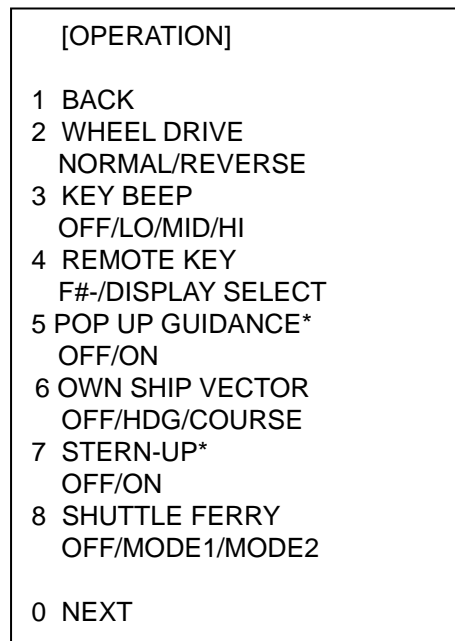 [OPERATION]
1 BACK
2 WHEEL DRIVE
NORMAL/REVERSE
3 KEY BEEP
OFF/LO/MID/HI
4 REMOTE KEY
F#-/DISPLAY SELECT
5 POP UP GUIDANCE*
OFF/ON
6 OWN SHIP VECTOR
OFF/HDG/COURSE
7 STERN-UP*
OFF/ON
8 SHUTTLE FERRY
OFF/MODE1/MODE2
0 NEXT